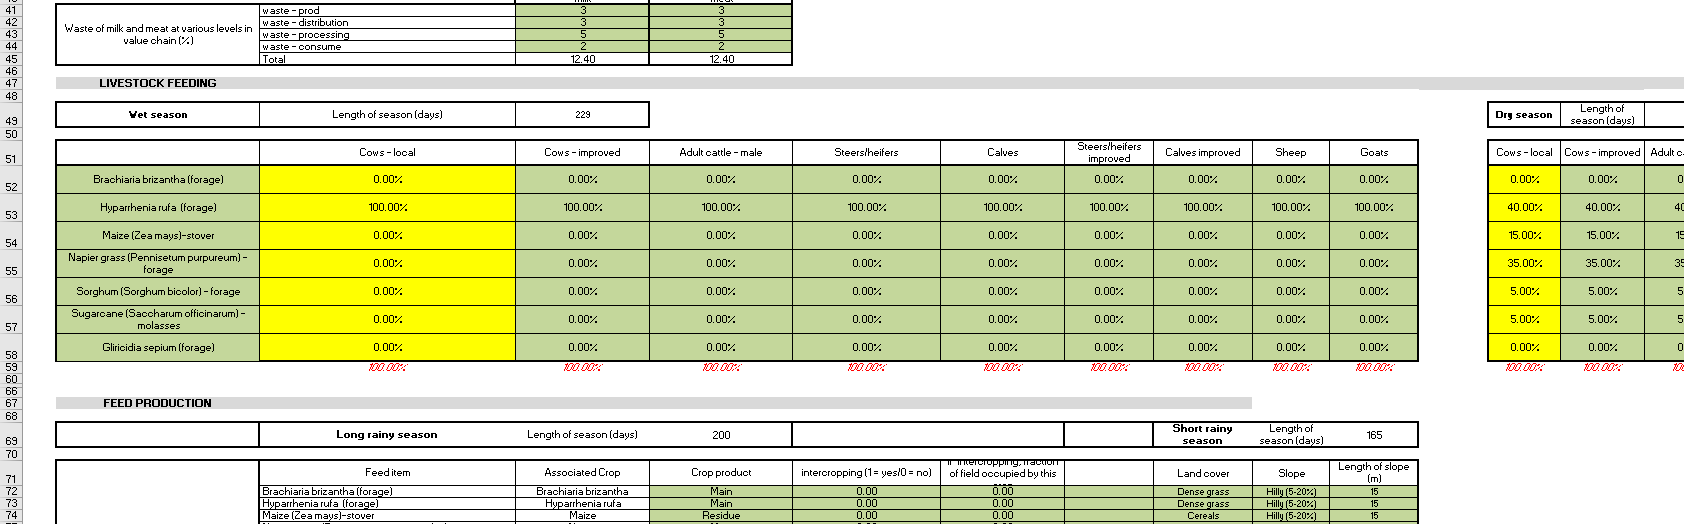 41 waste - prod 3 3
42 waste - distribution 3 3
Waste of milk and meat at various levels in value chain (%)
43 waste - processing 5 5
44 waste - consume 2 2
45 Total 12.40 12.40
46
47 LIVESTOCK FEEDING
48
49 Wet season Length of season (days) 229 Dry season Length of season (days)
50
51 Cows - local Cows - improved Adult cattle - male Steers/heifers Calves Steers/heifers improved Calves improved Sheep Goats Cows - local Cows - improved Adult c
52 Brachiaria brizantha (forage) 0.00% 0.00% 0.00% 0.00% 0.00% 0.00% 0.00% 0.00% 0.00% 0.00% 0.00% 0.
53 Hyparrhenia rufa (forage) 100.00% 100.00% 100.00% 100.00% 100.00% 100.00% 100.00% 100.00% 100.00% 40.00% 40.00% 40
54 Maize (Zea mays)-stover 0.00% 0.00% 0.00% 0.00% 0.00% 0.00% 0.00% 0.00% 0.00% 15.00% 15.00% 15
55 Napier grass (Pennisetum purpureum) - forage 0.00% 0.00% 0.00% 0.00% 0.00% 0.00% 0.00% 0.00% 0.00% 35.00% 35.00% 35
56 Sorghum (Sorghum bicolor) - forage 0.00% 0.00% 0.00% 0.00% 0.00% 0.00% 0.00% 0.00% 0.00% 5.00% 5.00% 5
57 Sugarcane (Saccharum officinarum) - molasses 0.00% 0.00% 0.00% 0.00% 0.00% 0.00% 0.00% 0.00% 0.00% 5.00% 5.00% 5
58 Gliricidia sepium (forage) 0.00% 0.00% 0.00% 0.00% 0.00% 0.00% 0.00% 0.00% 0.00% 0.00% 0.00% 0.
59 100.00% 100.00% 100.00% 100.00% 100.00% 100.00% 100.00% 100.00% 100.00% 100.00% 100.00% 100
60
66
67 FEED PRODUCTION
68
69 Long rainy season Length of season (days) 200 Short rainy season Length of season (days) 165
70
71 Feed item Associated Crop Crop product intercropping (1 = yes/0 = no) if intercropping, fraction of field occupied by this Land cover Slope Length of slope (m)
72 Brachiaria brizantha (forage) Brachiaria brizantha Main 0.00 0.00 Dense grass Hilly (5-20%) 15
73 Hyparrhenia rufa (forage) Hyparrhenia rufa Main 0.00 0.00 Dense grass Hilly (5-20%) 15
74 Maize (Zea mays)-stover Maize Residue 0.00 0.00 Cereals Hilly (5-20%) 15